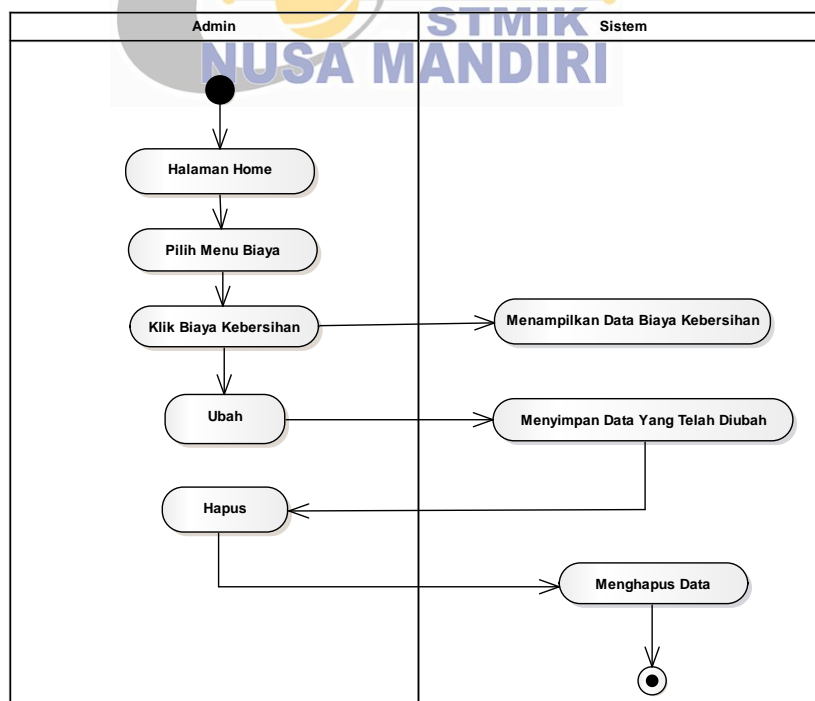 STMIK
NUSA MANDIRI
Admin
Sistem
Halaman Home
Pilih Menu Biaya
Klik Biaya Kebersihan
Menampilkan Data Biaya Kebersihan
Ubah
Menyimpan Data Yang Telah Diubah
Hapus
Menghapus Data